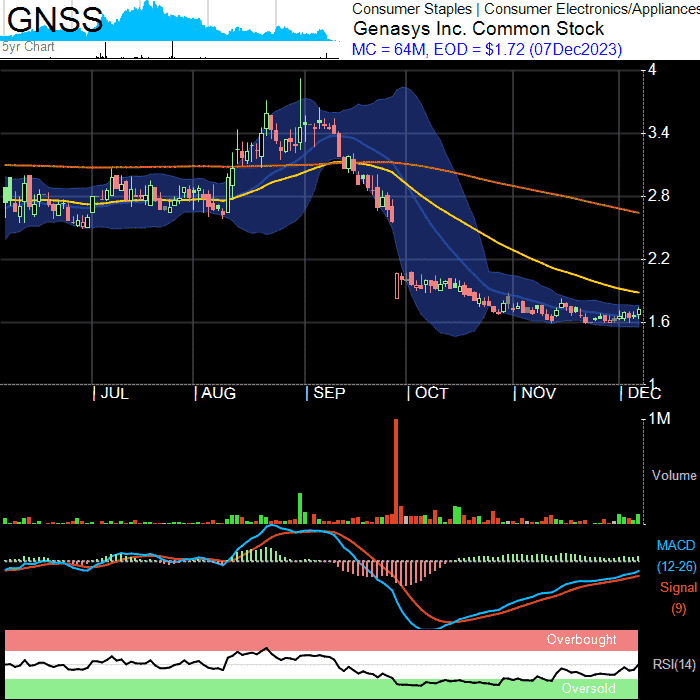 GNSS
5yr Chart
Consumer Staples | Consumer Electronics/Appliances
Genasys Inc. Common Stock
MC = 64M, EOD = $1.72 (07Dec2023)
4
3.4
2.8
2.2
1.6
1
JUL AUG SEP OCT NOV DEC
1M
Volume
MACD
(12-26)
Signal
(9)
Overbought
RSI(14)
Oversold